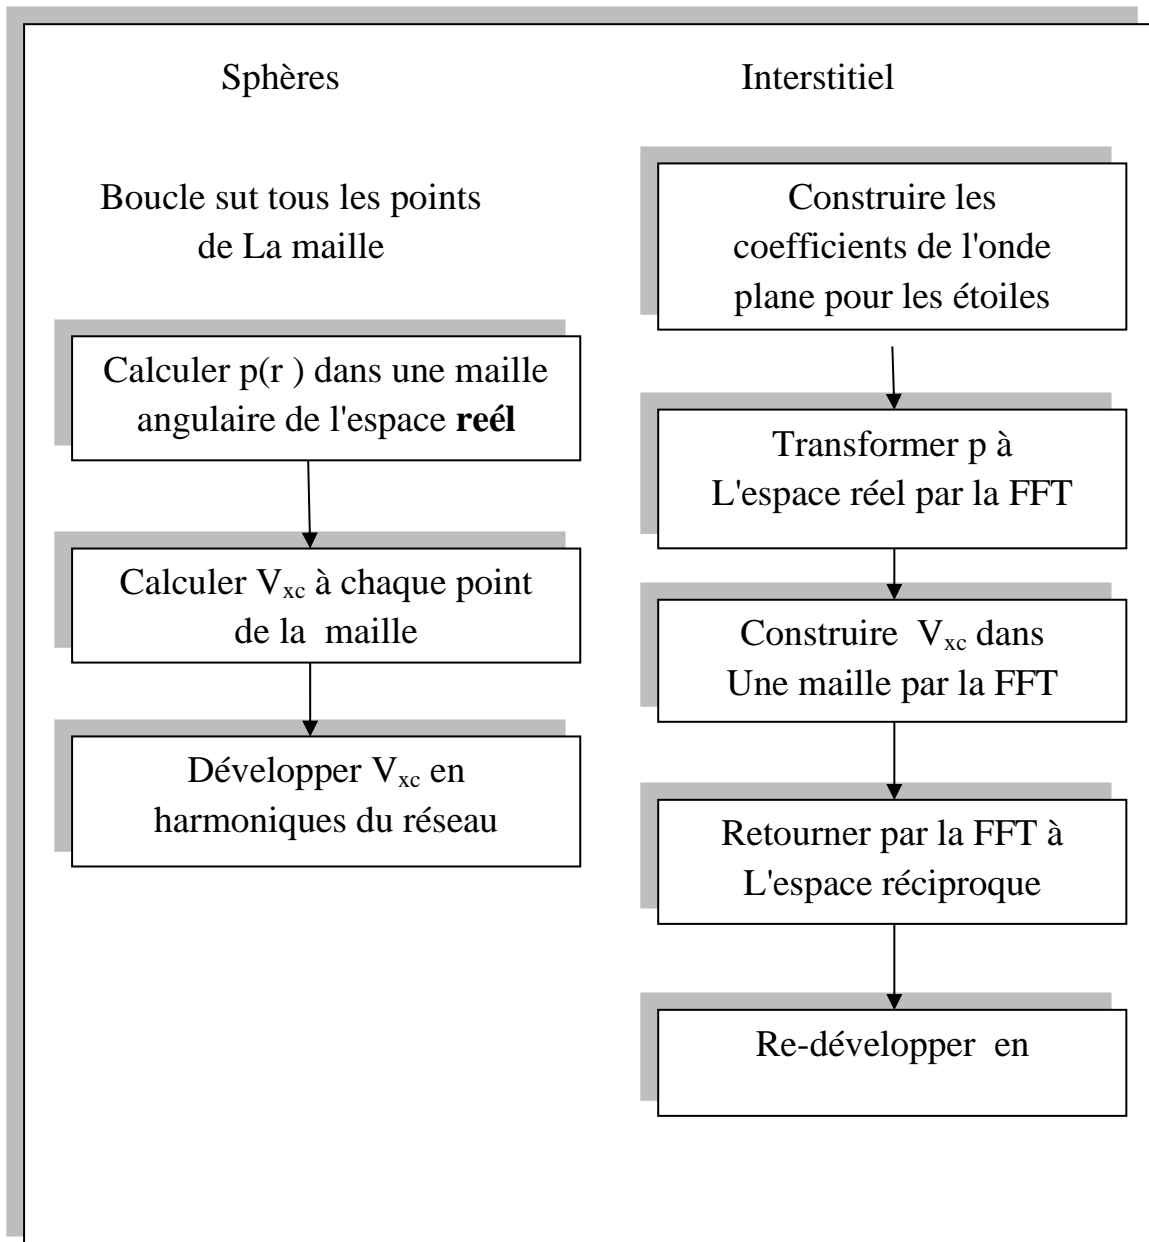 Sphères
Boucle sut tous les points
de La maille
Calculer p(r ) dans une maille
angulaire de l'espace reél
Calculer Vxc à chaque point
de la maille
Développer Vxc en
harmoniques du réseau
Interstitiel
Construire les
coefficients de l'onde
plane pour les étoiles
Transformer p à
L'espace réel par la FFT
Construire Vxc dans
Une maille par la FFT
Retourner par la FFT à
L'espace réciproque
Re-développer en